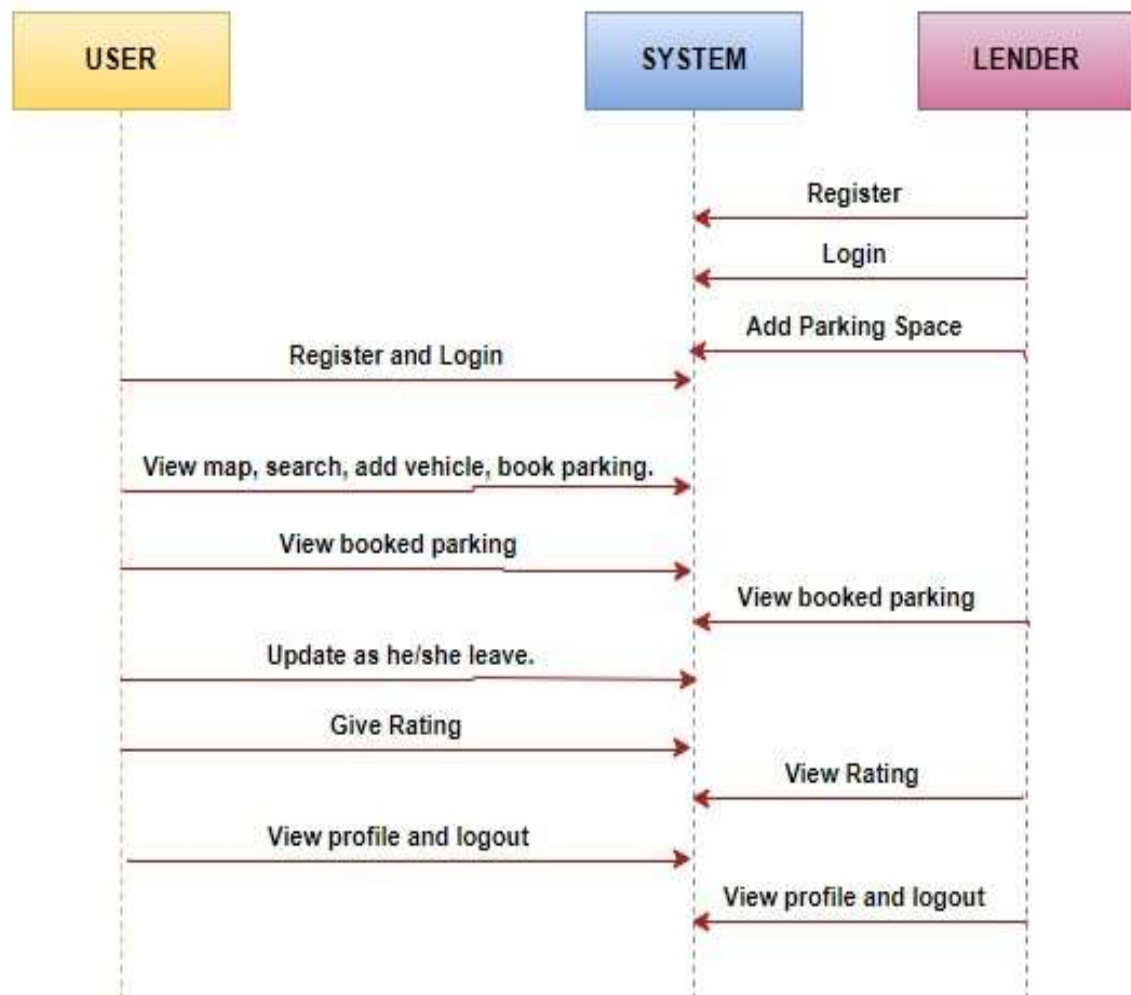 USER
SYSTEM
LENDER
Register
Login
Add Parking Space
Register and Login
View map, search, add vehicle, book parking.
View booked parking
View booked parking
Update as he/she leave.
Give Rating
View Rating
View profile and logout
View profile and logout